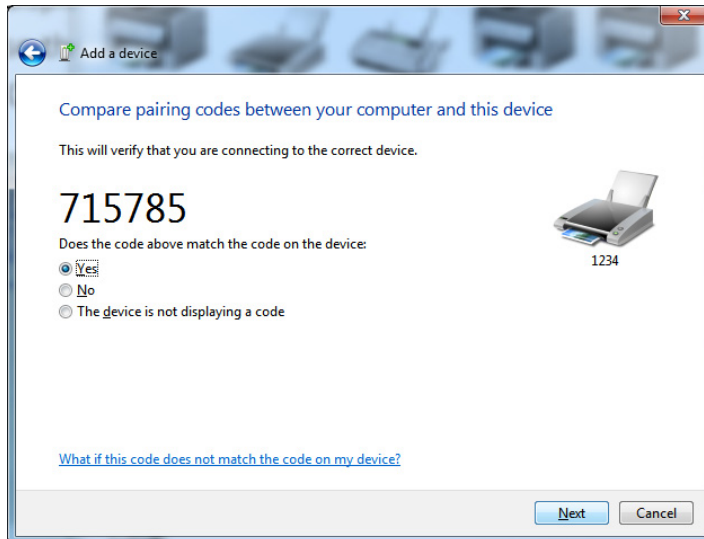 Add a device
Compare pairing codes between your computer and this device
This will verify that you are connecting to the correct device.
715785
Does the code above match the code on the device:
Yes
No
The device is not displaying a code
1234
What if this code does not match the code on my device?
Next Cancel